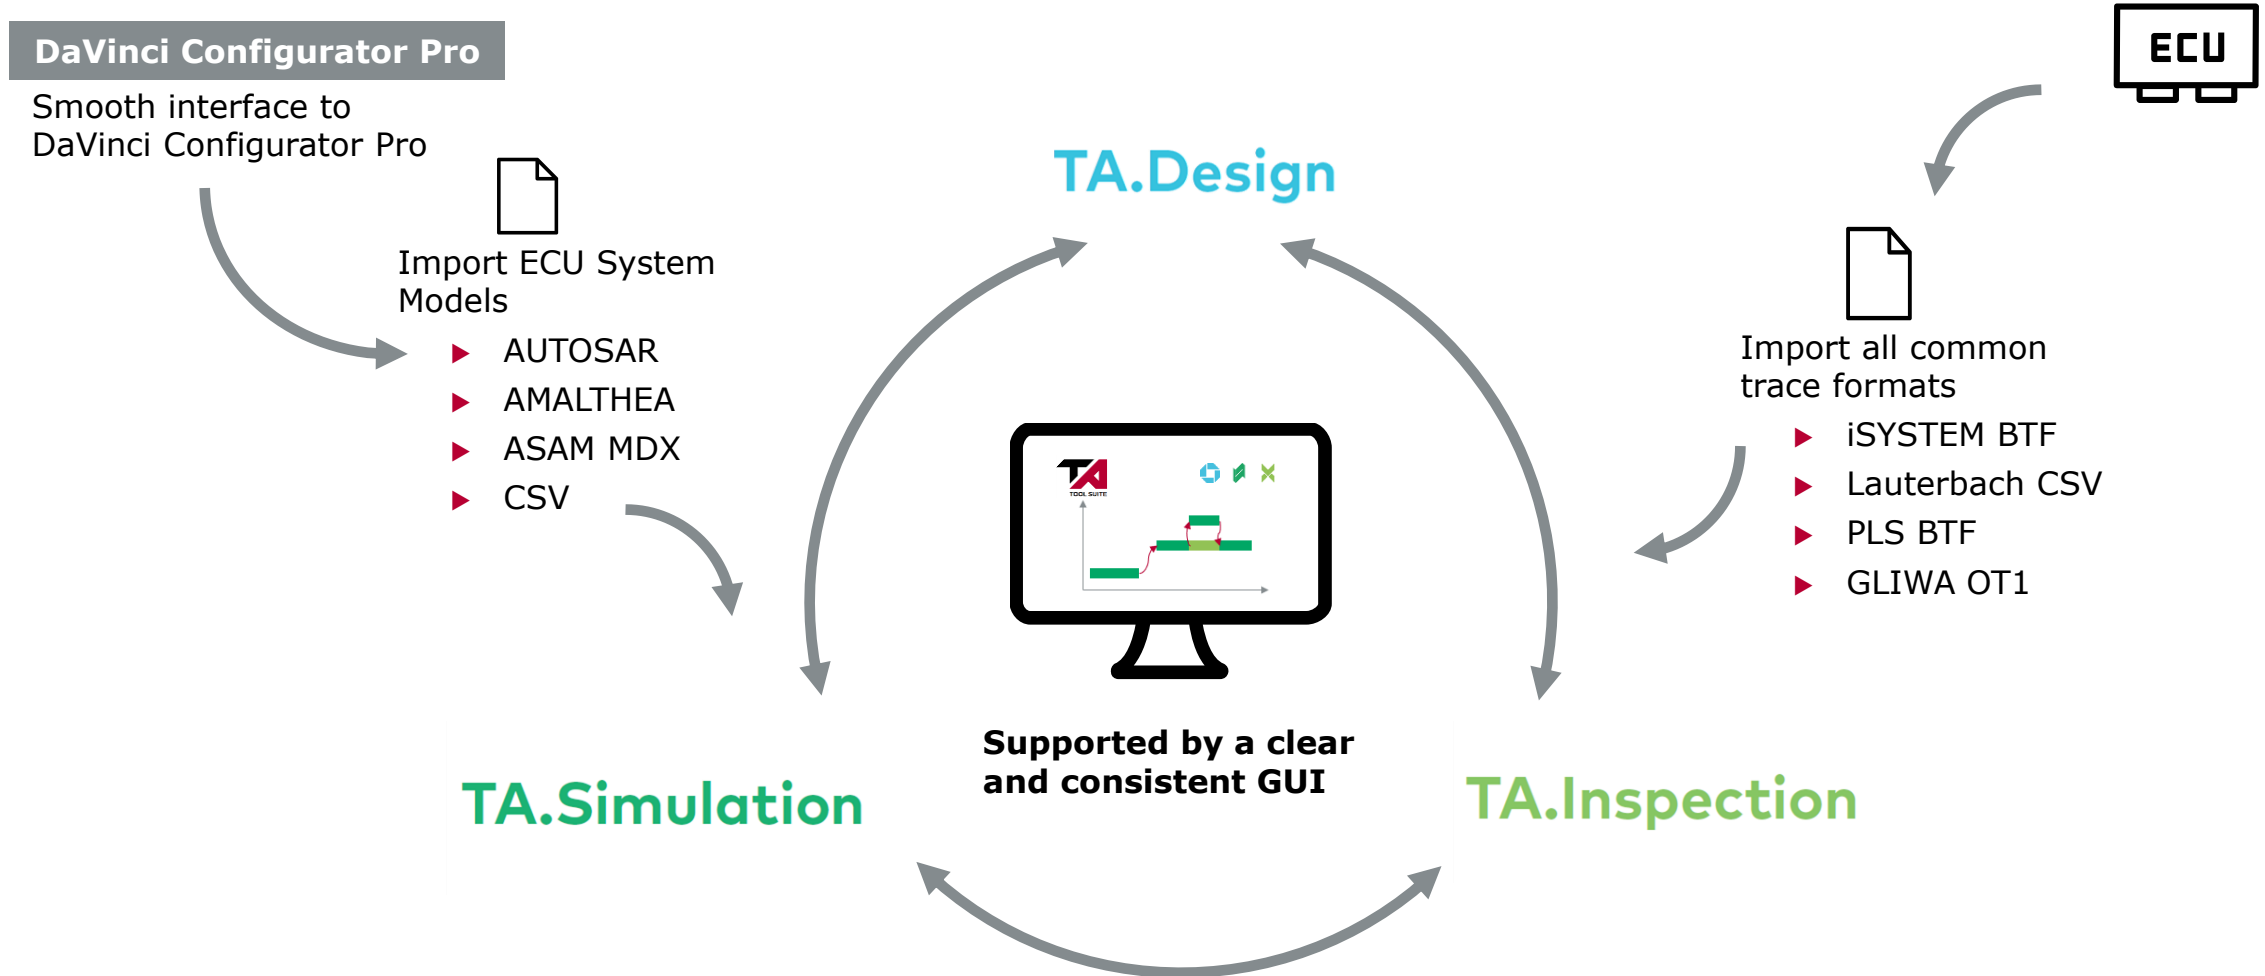 DaVinci Configurator Pro
Smooth interface to
DaVinci Configurator Pro
Import ECU System
Models
AUTOSAR
AMALTHEA
ASAM MDX
CSV
TA.Design
ECU
Import all common
trace formats
iSYSTEM BTF
Lauterbach CSV
PLS BTF
GLIWA OT1
TA
TOOL SUITE
Supported by a clear
and consistent GUI
TA.Simulation
TA.Inspection